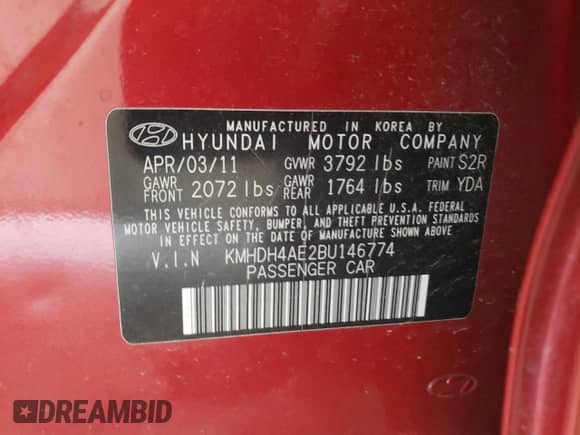 MANUFACTURED IN KOREA BY
HYUNDAI MOTOR COMPANY
APR/03/11 GVWR 3792 lbs PAINT S2R
GAWR FRONT 2072 lbs GAWR REAR 1764 lbs TRIM YDA
THIS VEHICLE CONFORMS TO ALL APPLICABLE U.S.A. FEDERAL
MOTOR VEHICLE SAFETY, BUMPER, AND THEFT PREVENTION STANDARDS
IN EFFECT ON THE DATE OF MANUFACTURE SHOWN ABOVE.
V.I.N KMHDH4AE2BU146774
PASSENGER CAR
DREAMBID